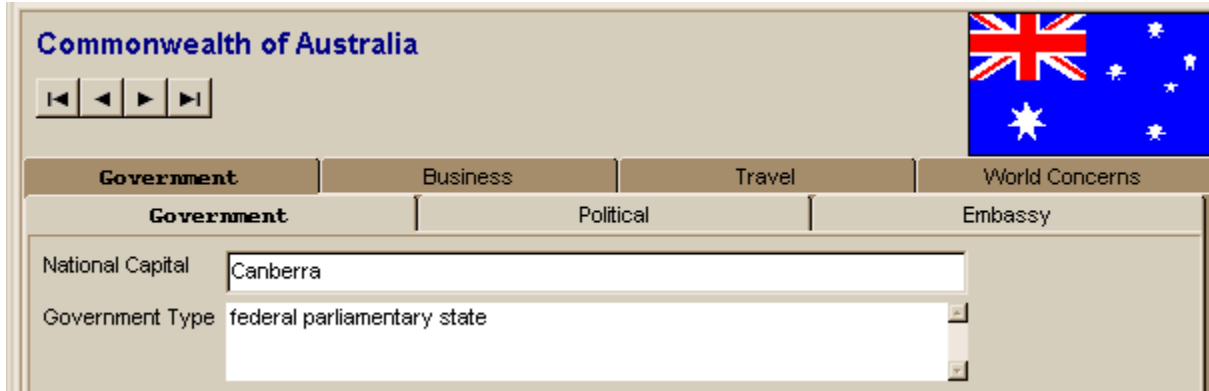 Commonwealth of Australia
Government Business Travel World Concerns
Government Political Embassy
National Capital Canberra
Government Type federal parliamentary state